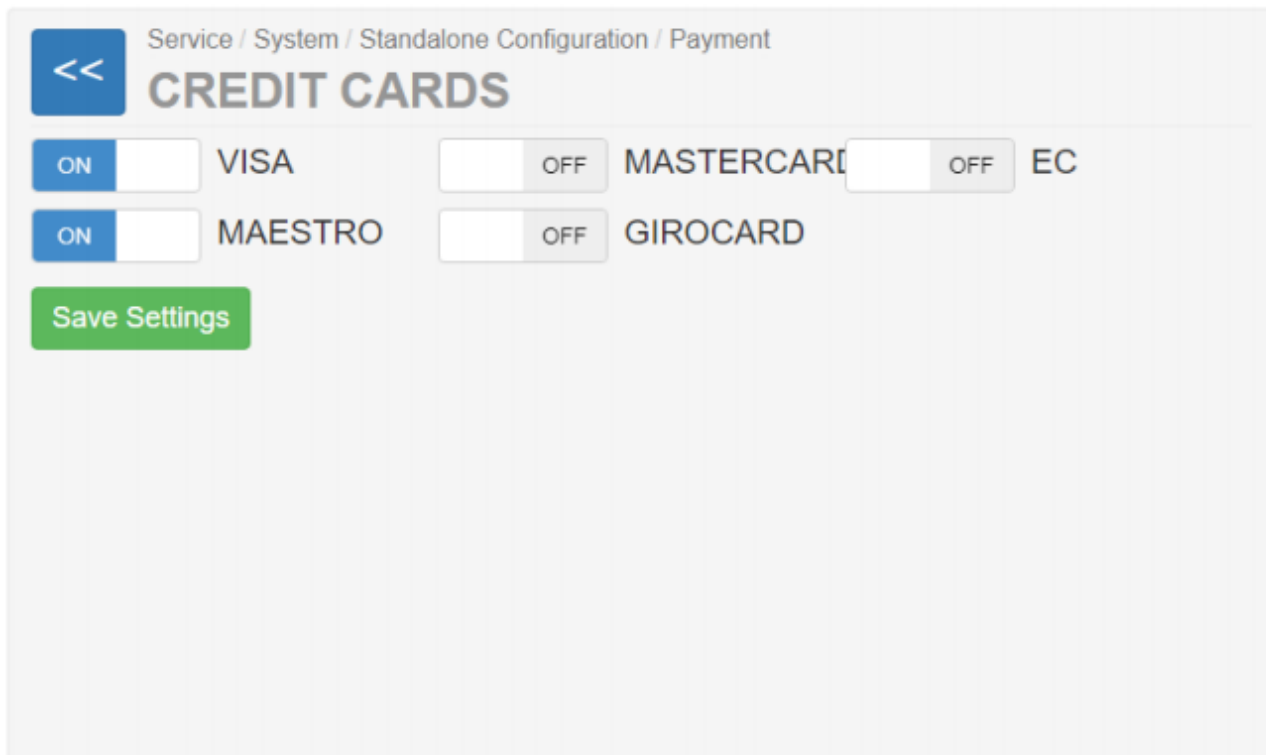 <<
Service / System / Standalone Configuration / Payment
CREDIT CARDS
ON VISA OFF MASTERCARD OFF EC
ON MAESTRO OFF GIROCARD
Save Settings